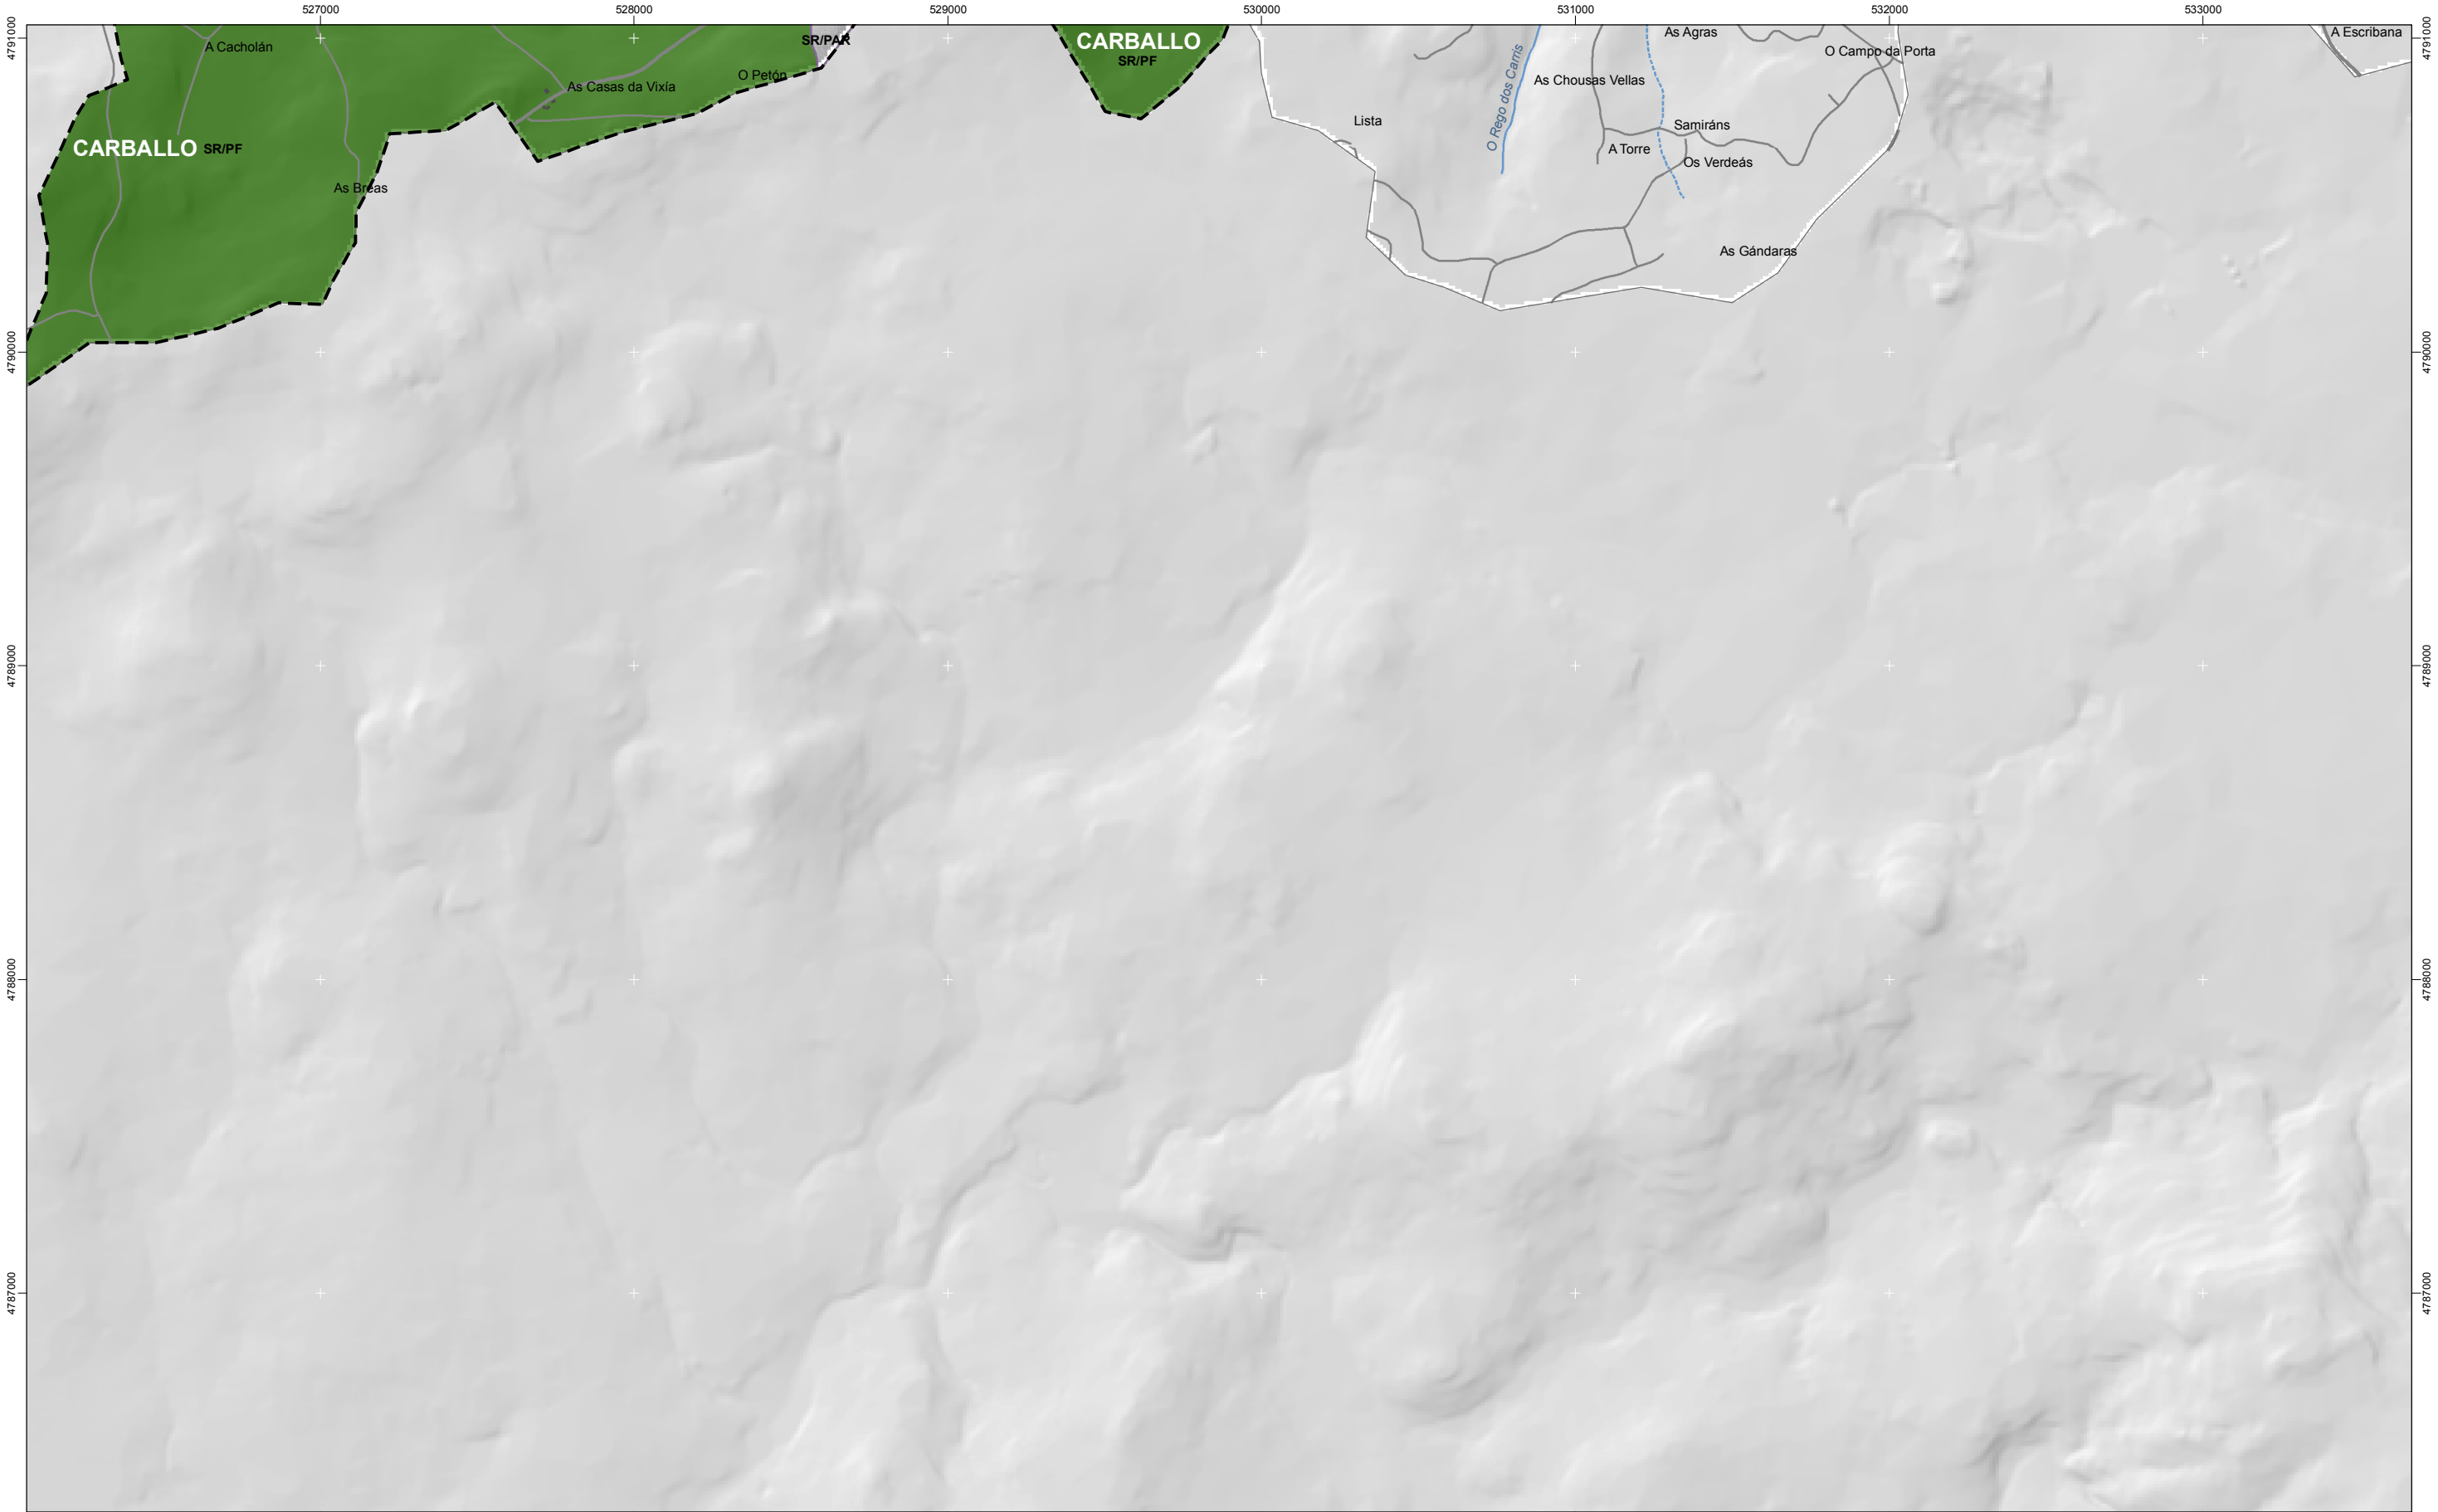 527000
528000
529000
530000
531000
532000
533000
4791000
4791000
A Cacholán
SR/PAR
CARBALLO
SR/PF
As Agras
A Escribana
O Campo da Porta
O Petón
As Casas da Vixía
O Rego dos Carrís
As Chousas Vellas
Lista
Samiráns
CARBALLO SR/PF
A Torre
Os Verdeás
As Breas
As Gándaras
4790000
4790000
4789000
4789000
4788000
4788000
4787000
4787000